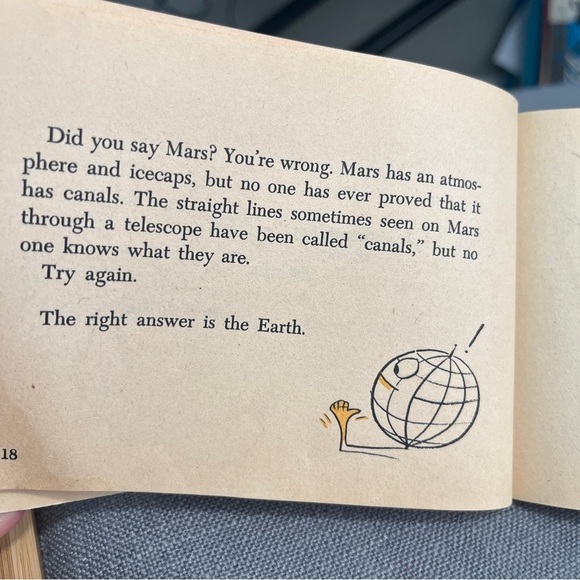 Did you say Mars? You're wrong. Mars has an atmos-
phere and icecaps, but no one has ever proved that it
has canals. The straight lines sometimes seen on Mars
through a telescope have been called "canals," but no
one knows what they are.
Try again.
The right answer is the Earth.
!
18